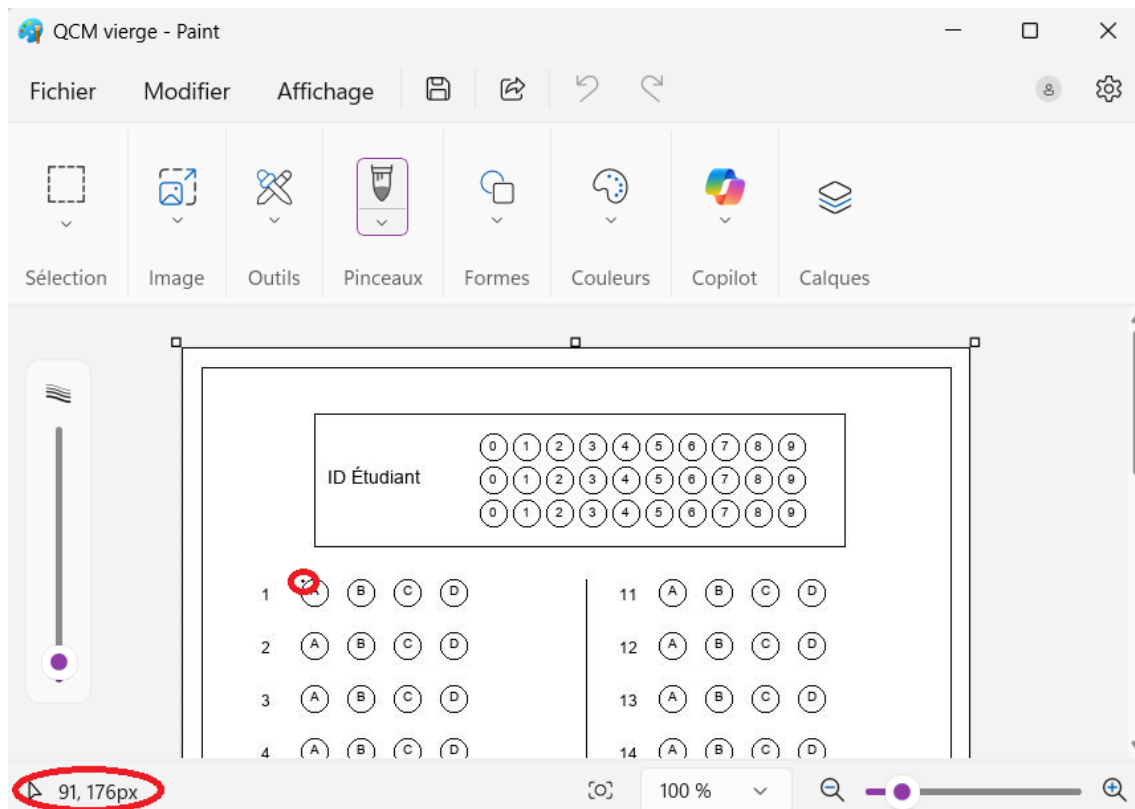 QCM vierge - Paint
Fichier Modifier Affichage
Sélection Image Outils Pinceaux Formes Couleurs Copilot Calques
0 1 2 3 4 5 6 7 8 9
ID Étudiant 0 1 2 3 4 5 6 7 8 9
0 1 2 3 4 5 6 7 8 9
1 A B C D 11 A B C D
2 A B C D 12 A B C D
3 A B C D 13 A B C D
4 A B C D 14 A B C D
91, 176px 100 %